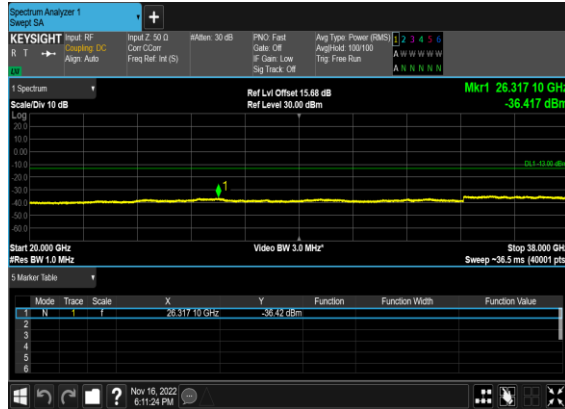 Spectrum Analyzer 1
Swept SA
+
KEYSIGHT Input: RF Input Z: 50 Ω #Atten: 30 dB PNO: Fast Avg Type: Power (RMS) 1 2 3 4 5 6
R T Coupling: DC Corr CCorr Gate: Off Avg|Hold: 100/100 A W W W W W
Align: Auto Freq Ref: Int (S) IF Gain: Low Trig: Free Run
LXI Sig Track: Off A N N N N N
1 Spectrum Ref Lvl Offset 15.68 dB Mkr1 26.317 10 GHz
Scale/Div 10 dB Ref Level 30.00 dBm -36.417 dBm
Log
20.0
10.0
0.00
-10.0 DL1 -13.00 dBm
-20.0
-30.0 1
-40.0
-50.0
-60.0
Start 20.000 GHz Video BW 3.0 MHz* Stop 38.000 GHz
#Res BW 1.0 MHz Sweep ~36.5 ms (40001 pts)
5 Marker Table
Mode Trace Scale X Y Function Function Width Function Value
1 N 1 f 26.317 10 GHz -36.42 dBm
2
3
4
5
6
? Nov 16, 2022
6:11:24 PM